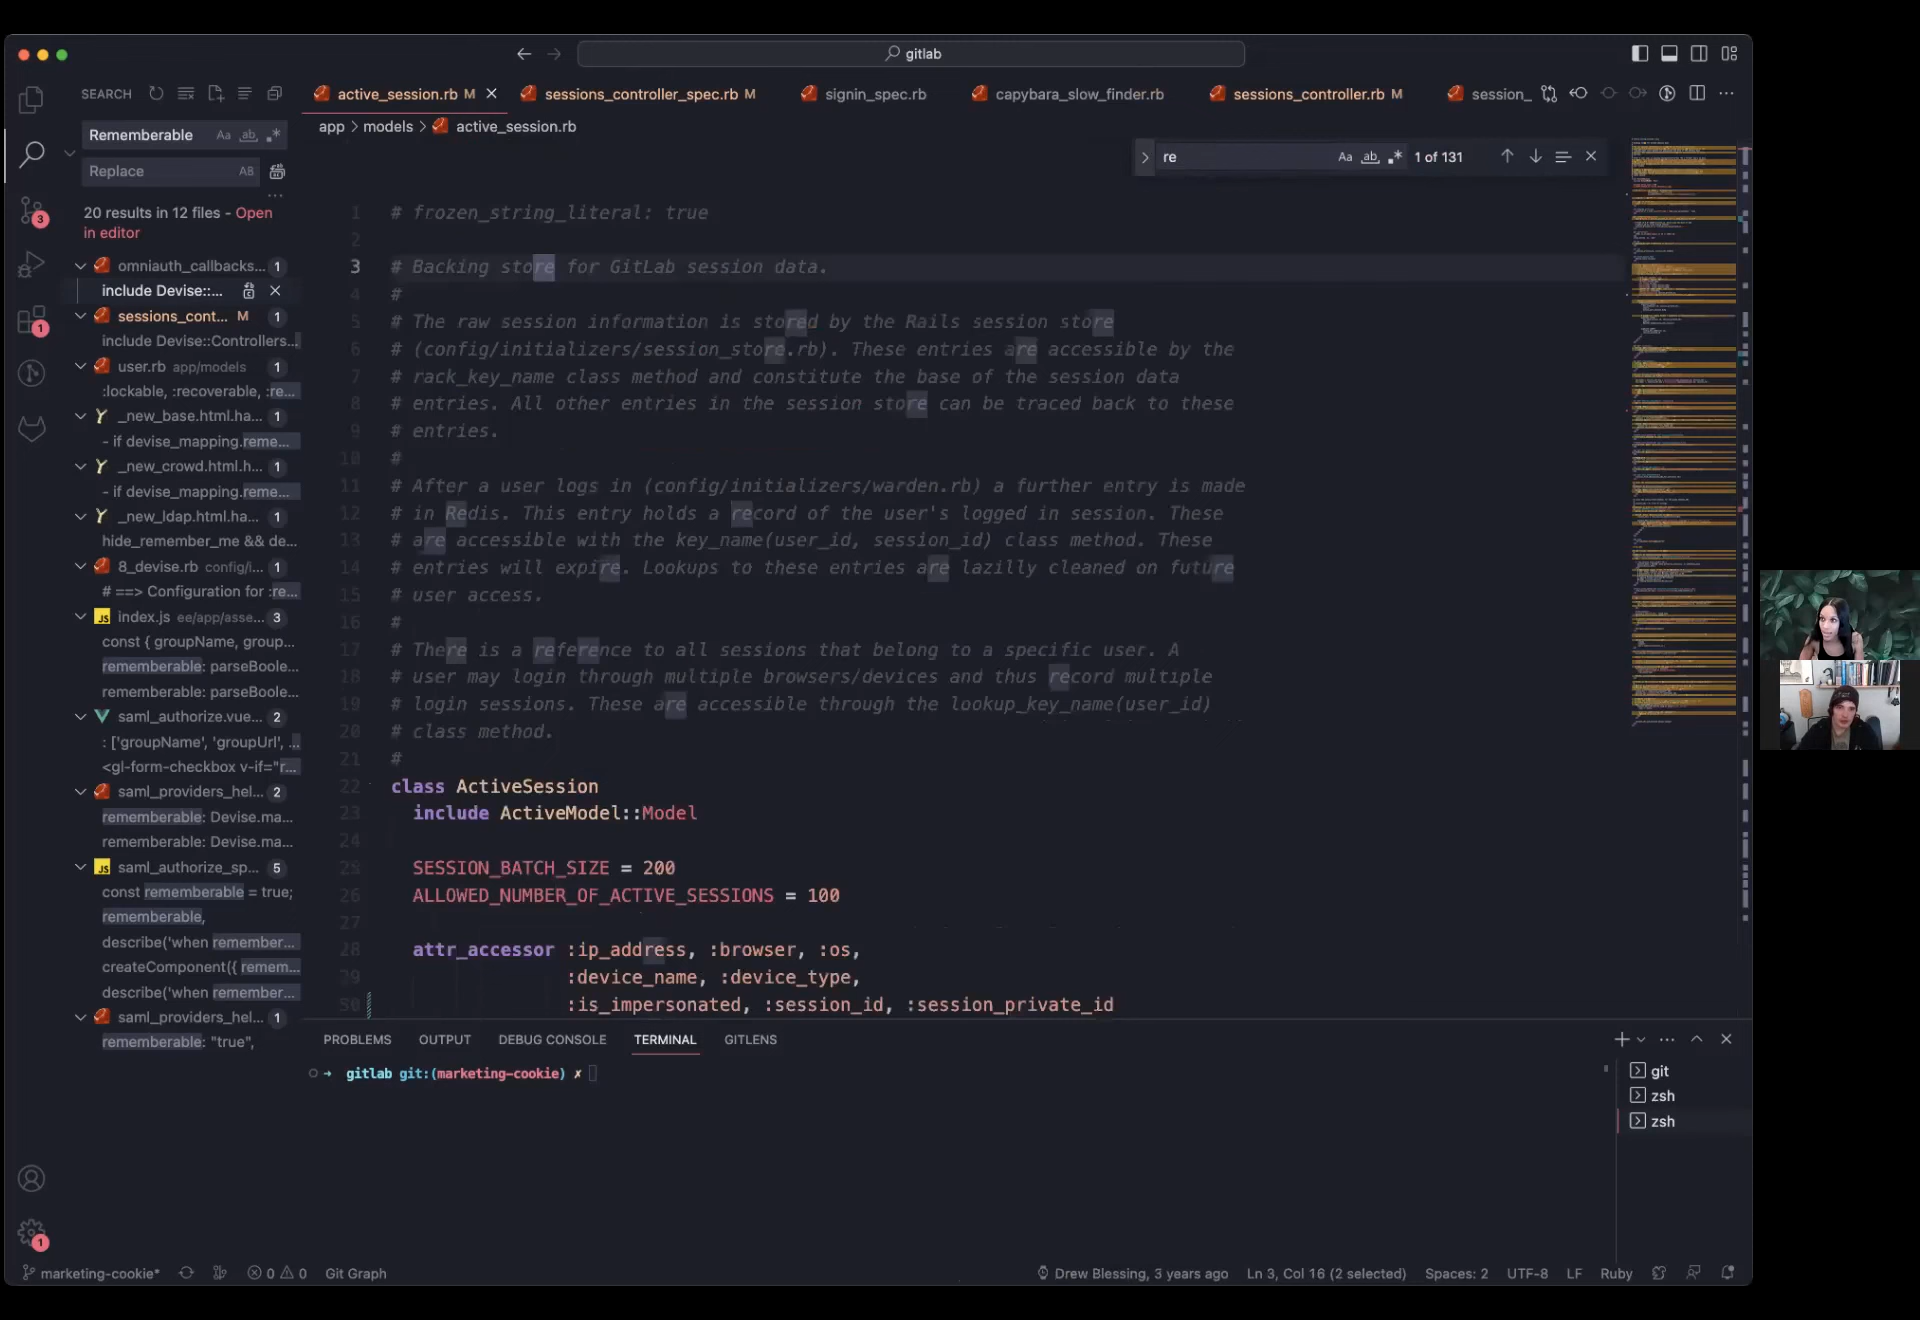 gitlab
SEARCH
active_session.rb M
sessions_controller_spec.rb M
signin_spec.rb
capybara_slow_finder.rb
sessions_controller.rb M
session_
app > models > active_session.rb
Rememberable
Aa ab
Replace
AB
re
Aa ab
1 of 131
20 results in 12 files - Open
in editor
omniauth_callbacks... 1
include Devise::...
sessions_cont... M 1
include Devise::Controllers...
user.rb app/models 1
:lockable, :recoverable, :re...
_new_base.html.ha... 1
- if devise_mapping.reme...
_new_crowd.html.h... 1
- if devise_mapping.reme...
_new_ldap.html.ha... 1
hide_remember_me && de...
8_devise.rb config/i... 1
# ==> Configuration for :re...
index.js ee/app/asse... 3
const { groupName, group...
rememberable: parseBoole...
rememberable: parseBoole...
saml_authorize.vue... 2
: ['groupName', 'groupUrl', ...
<gl-form-checkbox v-if="r...
saml_providers_hel... 2
rememberable: Devise.ma...
rememberable: Devise.ma...
saml_authorize_sp... 5
const rememberable = true;
rememberable,
describe('when remember...
createComponent({ remem...
describe('when remember...
saml_providers_hel... 1
rememberable: "true",
3
1
1
1 # frozen_string_literal: true
2
3 # Backing store for GitLab session data.
4 #
5 # The raw session information is stored by the Rails session store
6 # (config/initializers/session_store.rb). These entries are accessible by the
7 # rack_key_name class method and constitute the base of the session data
8 # entries. All other entries in the session store can be traced back to these
9 # entries.
10 #
11 # After a user logs in (config/initializers/warden.rb) a further entry is made
12 # in Redis. This entry holds a record of the user's logged in session. These
13 # are accessible with the key_name(user_id, session_id) class method. These
14 # entries will expire. Lookups to these entries are lazilly cleaned on future
15 # user access.
16 #
17 # There is a reference to all sessions that belong to a specific user. A
18 # user may login through multiple browsers/devices and thus record multiple
19 # login sessions. These are accessible through the lookup_key_name(user_id)
20 # class method.
21 #
22 class ActiveSession
23 include ActiveModel::Model
24
25 SESSION_BATCH_SIZE = 200
26 ALLOWED_NUMBER_OF_ACTIVE_SESSIONS = 100
27
28 attr_accessor :ip_address, :browser, :os,
:device_name, :device_type,
:is_impersonated, :session_id, :session_private_id
PROBLEMS OUTPUT DEBUG CONSOLE TERMINAL GITLENS
gitlab git:(marketing-cookie) ✗
git
zsh
zsh
marketing-cookie* 0 0 Git Graph
Drew Blessing, 3 years ago Ln 3, Col 16 (2 selected) Spaces: 2 UTF-8 LF Ruby